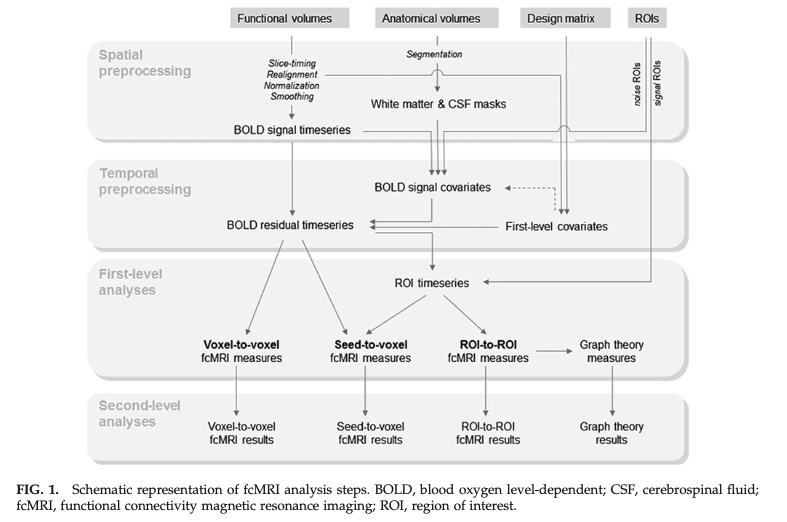 Functional volumes
Anatomical volumes
Design matrix
ROIs
Spatial
preprocessing
Slice-timing
Realignment
Normalization
Smoothing
Segmentation
noise ROIs
signal ROIs
White matter & CSF masks
BOLD signal timeseries
Temporal
preprocessing
BOLD signal covariates
BOLD residual timeseries
First-level covariates
First-level
analyses
ROI timeseries
Voxel-to-voxel
fcMRI measures
Seed-to-voxel
fcMRI measures
ROI-to-ROI
fcMRI measures
Graph theory
measures
Second-level
analyses
Voxel-to-voxel
fcMRI results
Seed-to-voxel
fcMRI results
ROI-to-ROI
fcMRI results
Graph theory
results
FIG. 1. Schematic representation of fcMRI analysis steps. BOLD, blood oxygen level-dependent; CSF, cerebrospinal fluid;
fcMRI, functional connectivity magnetic resonance imaging; ROI, region of interest.